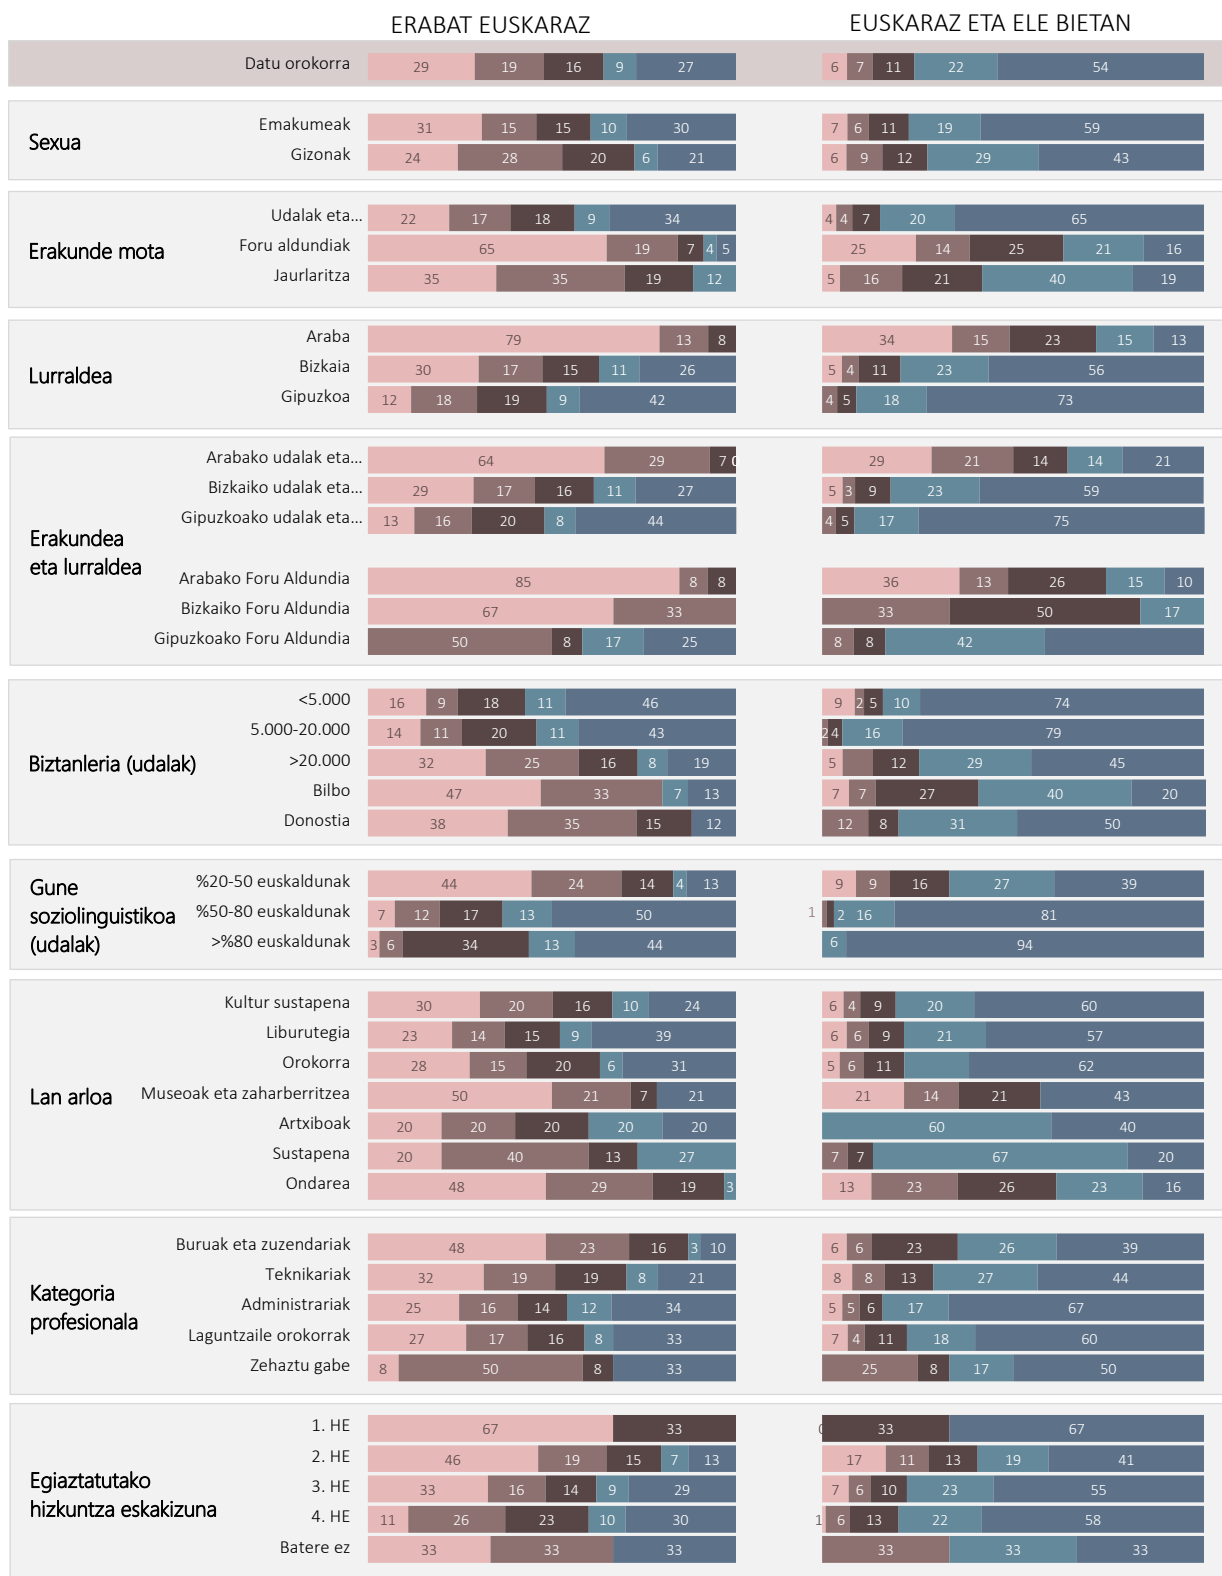 ERABAT EUSKARAZ EUSKARAZ ETA ELE BIETAN
Datu orokorra 29 19 16 9 27 6 7 11 22 54
Sexua
Emakumeak 31 15 15 10 30 7 6 11 19 59
Gizonak 24 28 20 6 21 6 9 12 29 43
Erakunde mota
Udalak eta... 22 17 18 9 34 4 4 7 20 65
Foru aldundiak 65 19 7 4 5 25 14 25 21 16
Jaurlaritza 35 35 19 12 5 16 21 40 19
Lurraldea
Araba 79 13 8 34 15 23 15 13
Bizkaia 30 17 15 11 26 5 4 11 23 56
Gipuzkoa 12 18 19 9 42 4 5 18 73
Erakundea
eta lurraldea
Arabako udalak eta... 64 29 7 0 29 21 14 14 21
Bizkaiko udalak eta... 29 17 16 11 27 5 3 9 23 59
Gipuzkoako udalak eta... 13 16 20 8 44 4 5 17 75
Arabako Foru Aldundia 85 8 8 36 13 26 15 10
Bizkaiko Foru Aldundia 67 33 33 50 17
Gipuzkoako Foru Aldundia 50 8 17 25 8 8 42
Biztanleria (udalak)
<5.000 16 9 18 11 46 9 2 5 10 74
5.000-20.000 14 11 20 11 43 2 4 16 79
>20.000 32 25 16 8 19 5 12 29 45
Bilbo 47 33 7 13 7 7 27 40 20
Donostia 38 35 15 12 12 8 31 50
Gune
soziolinguistikoa
(udalak)
%20-50 euskaldunak 44 24 14 4 13 9 9 16 27 39
%50-80 euskaldunak 7 12 17 13 50 1 2 16 81
>%80 euskaldunak 3 6 34 13 44 6 94
Lan arloa
Kultur sustapena 30 20 16 10 24 6 4 9 20 60
Liburutegia 23 14 15 9 39 6 6 9 21 57
Orokorra 28 15 20 6 31 5 6 11 62
Museoak eta zaharberritzea 50 21 7 21 21 14 21 43
Artxiboak 20 20 20 20 20 60 40
Sustapena 20 40 13 27 7 7 67 20
Ondarea 48 29 19 3 13 23 26 23 16
Kategoria
profesionala
Buruak eta zuzendariak 48 23 16 3 10 6 6 23 26 39
Teknikariak 32 19 19 8 21 8 8 13 27 44
Administrariak 25 16 14 12 34 5 5 6 17 67
Laguntzaile orokorrak 27 17 16 8 33 7 4 11 18 60
Zehaztu gabe 8 50 8 33 25 8 17 50
Egiaztatutako
hizkuntza eskakizuna
1. HE 67 33 0 33 67
2. HE 46 19 15 7 13 17 11 13 19 41
3. HE 33 16 14 9 29 7 6 10 23 55
4. HE 11 26 23 10 30 1 6 13 22 58
Batere ez 33 33 33 33 33 33